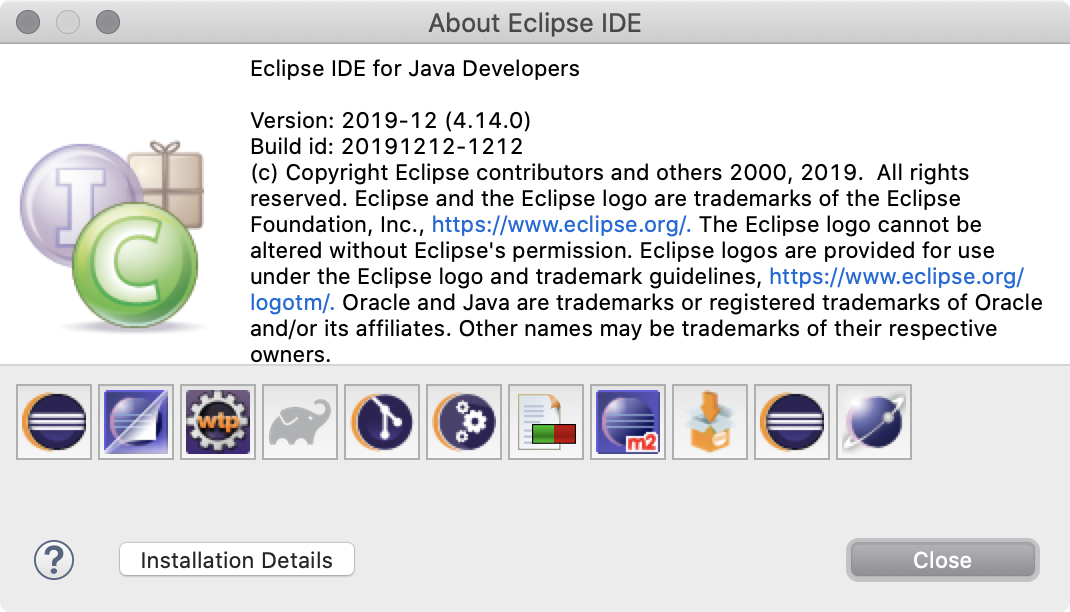 About Eclipse IDE
Eclipse IDE for Java Developers
Version: 2019-12 (4.14.0)
Build id: 20191212-1212
(c) Copyright Eclipse contributors and others 2000, 2019.  All rights
reserved. Eclipse and the Eclipse logo are trademarks of the Eclipse
Foundation, Inc., https://www.eclipse.org/. The Eclipse logo cannot be
altered without Eclipse's permission. Eclipse logos are provided for use
under the Eclipse logo and trademark guidelines, https://www.eclipse.org/
logotm/. Oracle and Java are trademarks or registered trademarks of Oracle
and/or its affiliates. Other names may be trademarks of their respective
owners.
I
C
wtp
m2
?
Installation Details
Close